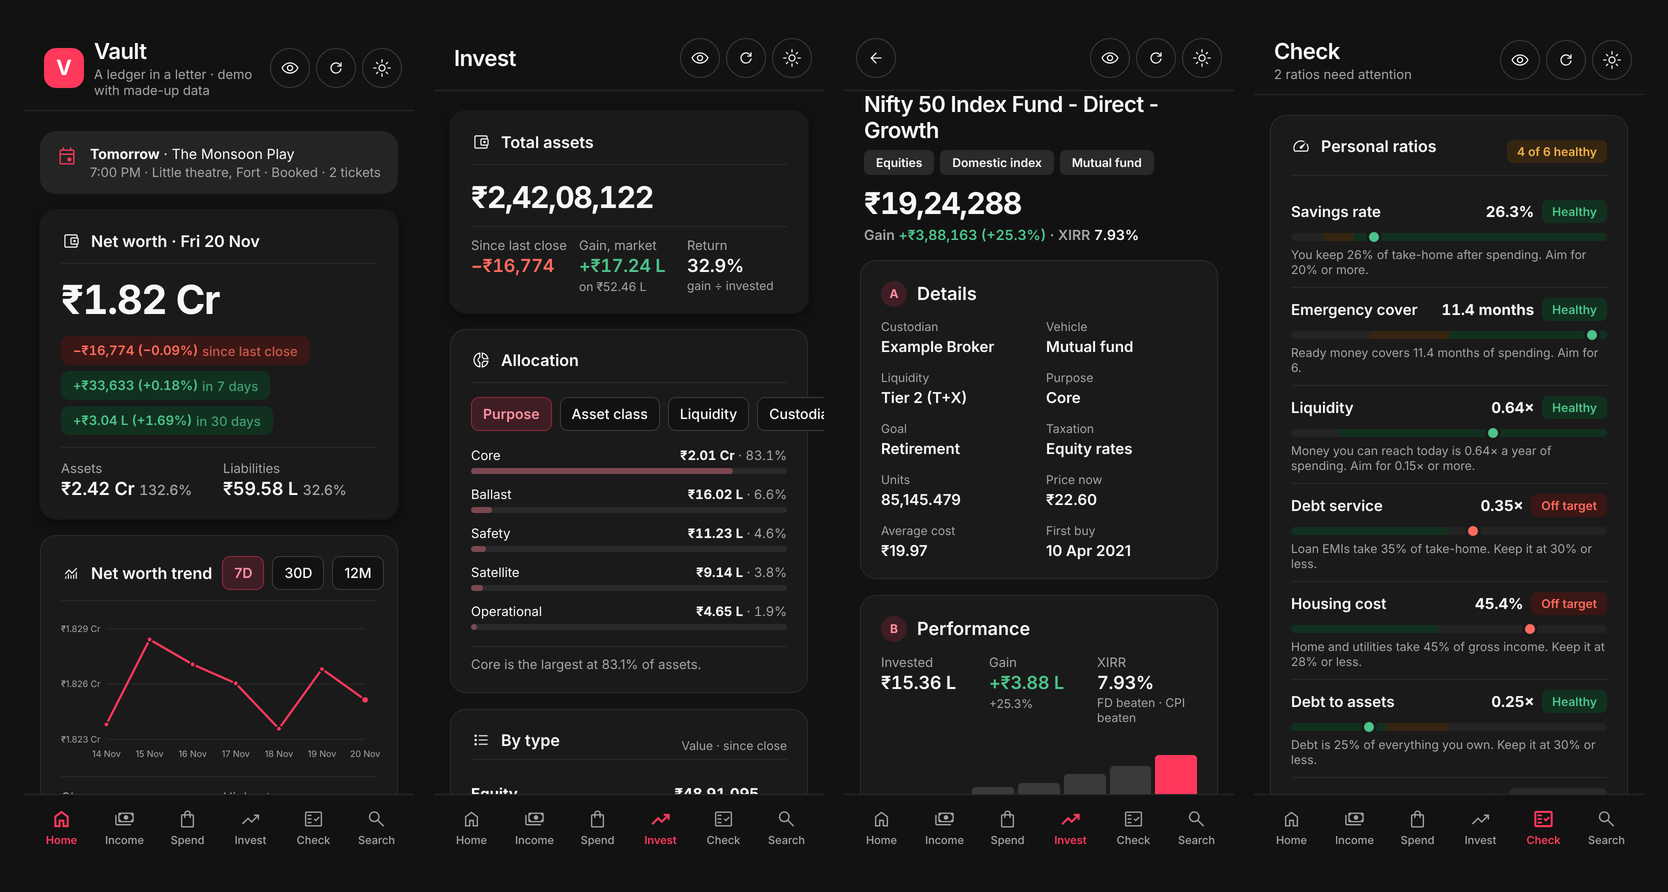 V
Vault
A ledger in a letter · demo
with made-up data
Tomorrow · The Monsoon Play
7:00 PM · Little theatre, Fort · Booked · 2 tickets
Net worth · Fri 20 Nov
₹1.82 Cr
−₹16,774 (−0.09%) since last close
+₹33,633 (+0.18%) in 7 days
+₹3.04 L (+1.69%) in 30 days
Assets Liabilities
₹2.42 Cr 132.6% ₹59.58 L 32.6%
Net worth trend 7D 30D 12M
₹1.829 Cr
₹1.826 Cr
₹1.823 Cr
14 Nov 15 Nov 16 Nov 17 Nov 18 Nov 19 Nov 20 Nov
Home Income Spend Invest Check Search
Invest
Total assets
₹2,42,08,122
Since last close Gain, market Return
−₹16,774 +₹17.24 L 32.9%
on ₹52.46 L gain ÷ invested
Allocation
Purpose Asset class Liquidity Custodia
Core ₹2.01 Cr · 83.1%
Ballast ₹16.02 L · 6.6%
Safety ₹11.23 L · 4.6%
Satellite ₹9.14 L · 3.8%
Operational ₹4.65 L · 1.9%
Core is the largest at 83.1% of assets.
By type Value · since close
Equity ₹48,91,095
Home Income Spend Invest Check Search
Nifty 50 Index Fund - Direct -
Growth
Equities Domestic index Mutual fund
₹19,24,288
Gain +₹3,88,163 (+25.3%) · XIRR 7.93%
A Details
Custodian Vehicle
Example Broker Mutual fund
Liquidity Purpose
Tier 2 (T+X) Core
Goal Taxation
Retirement Equity rates
Units Price now
85,145.479 ₹22.60
Average cost First buy
₹19.97 10 Apr 2021
B Performance
Invested Gain XIRR
₹15.36 L +₹3.88 L 7.93%
+25.3% FD beaten · CPI
beaten
Home Income Spend Invest Check Search
Check
2 ratios need attention
Personal ratios 4 of 6 healthy
Savings rate 26.3% Healthy
You keep 26% of take-home after spending. Aim for
20% or more.
Emergency cover 11.4 months Healthy
Ready money covers 11.4 months of spending. Aim for
6.
Liquidity 0.64× Healthy
Money you can reach today is 0.64× a year of
spending. Aim for 0.15× or more.
Debt service 0.35× Off target
Loan EMIs take 35% of take-home. Keep it at 30% or
less.
Housing cost 45.4% Off target
Home and utilities take 45% of gross income. Keep it at
28% or less.
Debt to assets 0.25× Healthy
Debt is 25% of everything you own. Keep it at 30% or
less.
Home Income Spend Invest Check Search